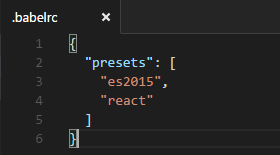 .babelrc ×
1 {
2   "presets": [
3     "es2015",
4     "react"
5   ]
6 }